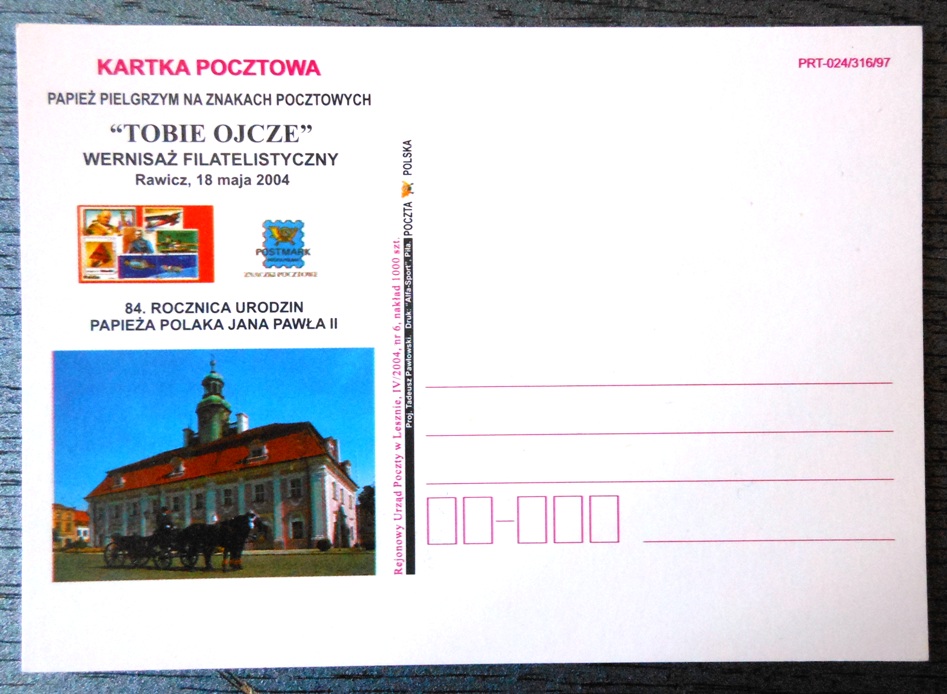 KARTKA POCZTOWA
PRT-024/316/97
PAPIEŻ PIELGRZYM NA ZNAKACH POCZTOWYCH
“TOBIE OJCZE”
WERNISAŻ FILATELISTYCZNY
Rawicz, 18 maja 2004
POSTMARK
ZNACZKI POCZTOWE
84. ROCZNICA URODZIN
PAPIEŻA POLAKA JANA PAWŁA II
Rejonowy Urząd Poczty w Lesznie, IV/2004, nr 6, nakład 1000 szt.
Proj. Tadeusz Pawłowski. Druk: "Alfa-Sport", Piła.
POCZTA POLSKA